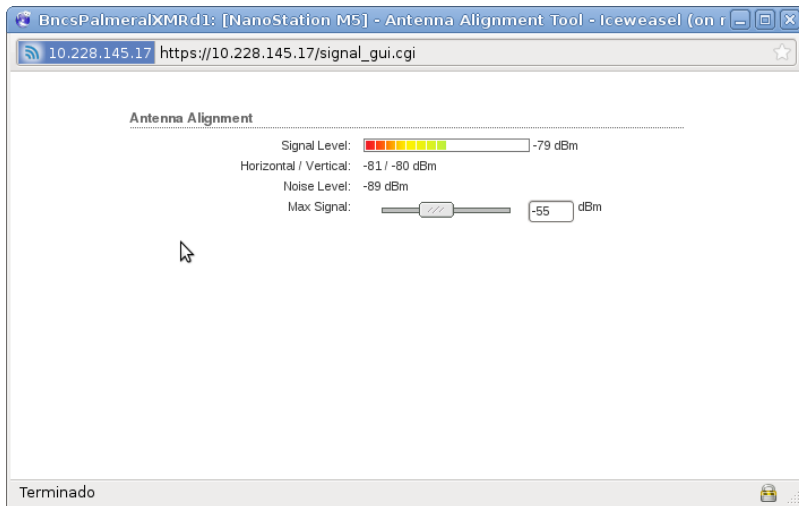 BncsPalmeralXMRd1: [NanoStation M5] - Antenna Alignment Tool - Iceweasel (on r
10.228.145.17 https://10.228.145.17/signal_gui.cgi
Antenna Alignment
Signal Level: -79 dBm
Horizontal / Vertical: -81 / -80 dBm
Noise Level: -89 dBm
Max Signal: -55 dBm
Terminado